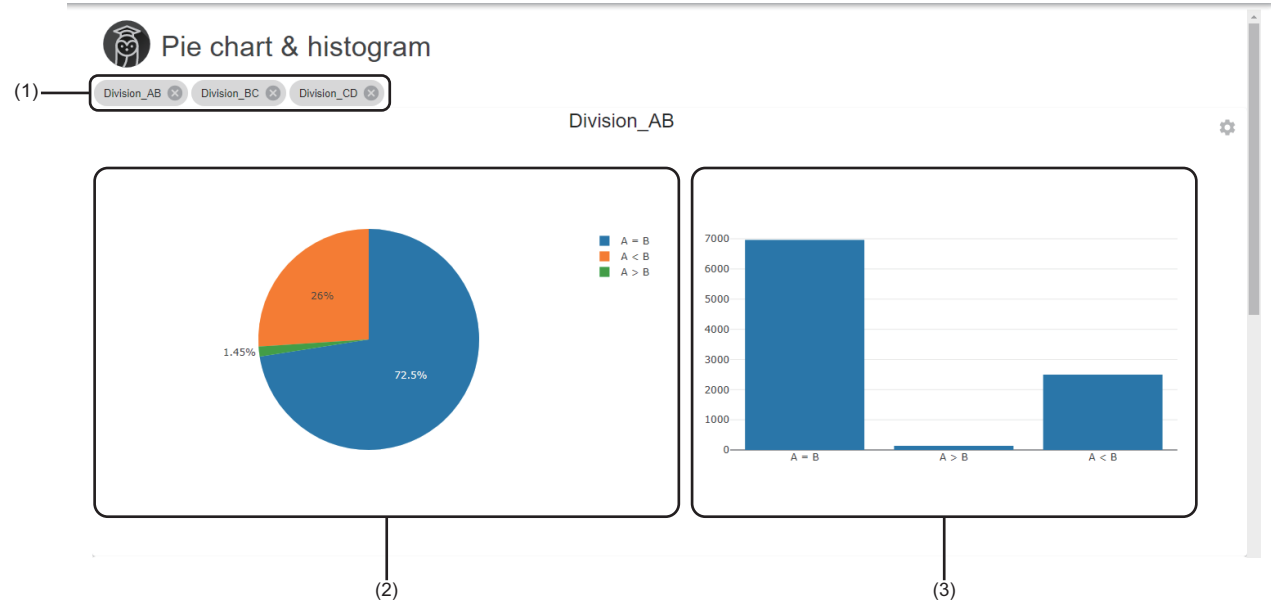 Pie chart & histogram
(1)
Division_AB Division_BC Division_CD
Division_AB
A = B
A < B
A > B
26%
1.45%
72.5%
7000
6000
5000
4000
3000
2000
1000
0
A = B A > B A < B
(2) (3)